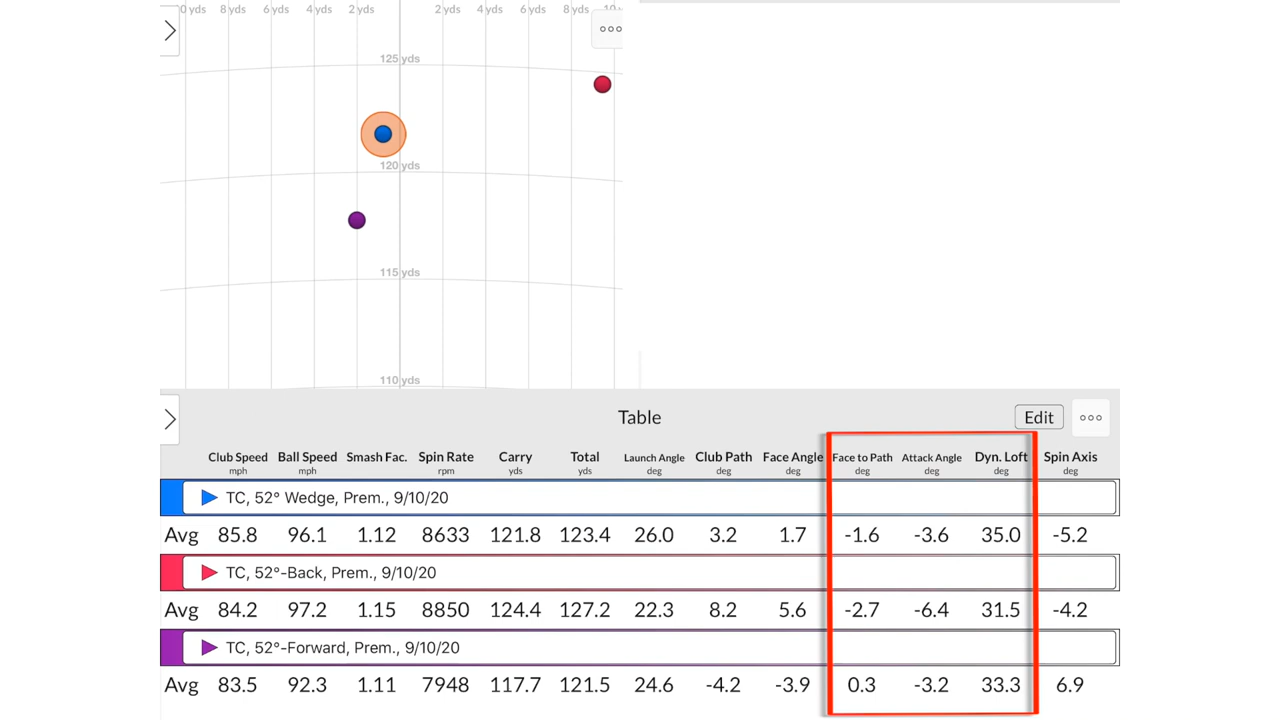 0 yds 8 yds 6 yds 4 yds 2 yds 2 yds 4 yds 6 yds 8 yds
125 yds
120 yds
115 yds
110 yds
Table
Edit
Club Speed Ball Speed Smash Fac. Spin Rate Carry Total Launch Angle Club Path Face Angle Face to Path Attack Angle Dyn. Loft Spin Axis
mph mph rpm yds yds deg deg deg deg deg deg deg
TC, 52° Wedge, Prem., 9/10/20
Avg 85.8 96.1 1.12 8633 121.8 123.4 26.0 3.2 1.7 -1.6 -3.6 35.0 -5.2
TC, 52°-Back, Prem., 9/10/20
Avg 84.2 97.2 1.15 8850 124.4 127.2 22.3 8.2 5.6 -2.7 -6.4 31.5 -4.2
TC, 52°-Forward, Prem., 9/10/20
Avg 83.5 92.3 1.11 7948 117.7 121.5 24.6 -4.2 -3.9 0.3 -3.2 33.3 6.9